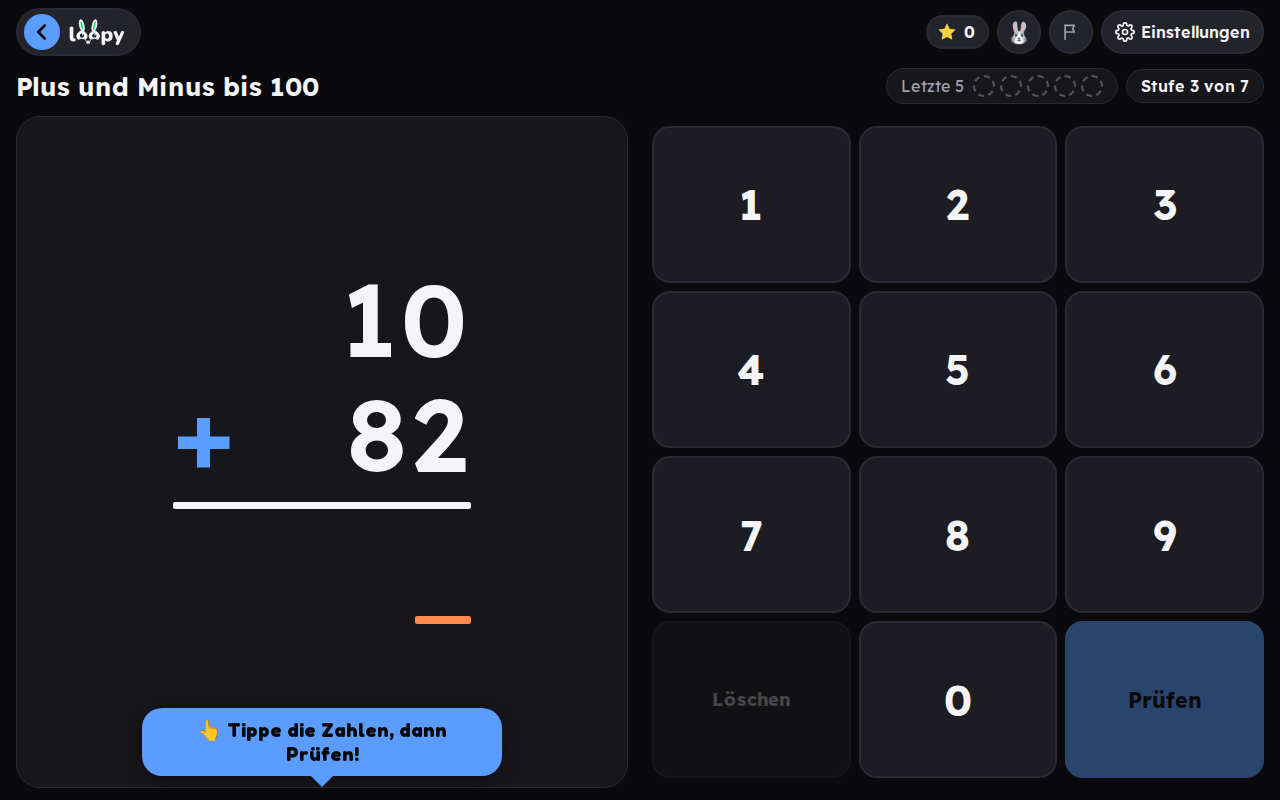 loopy
0
Einstellungen
Plus und Minus bis 100
Letzte 5
Stufe 3 von 7
10
+ 82
👆 Tippe die Zahlen, dann
Prüfen!
1 2 3
4 5 6
7 8 9
Löschen 0 Prüfen